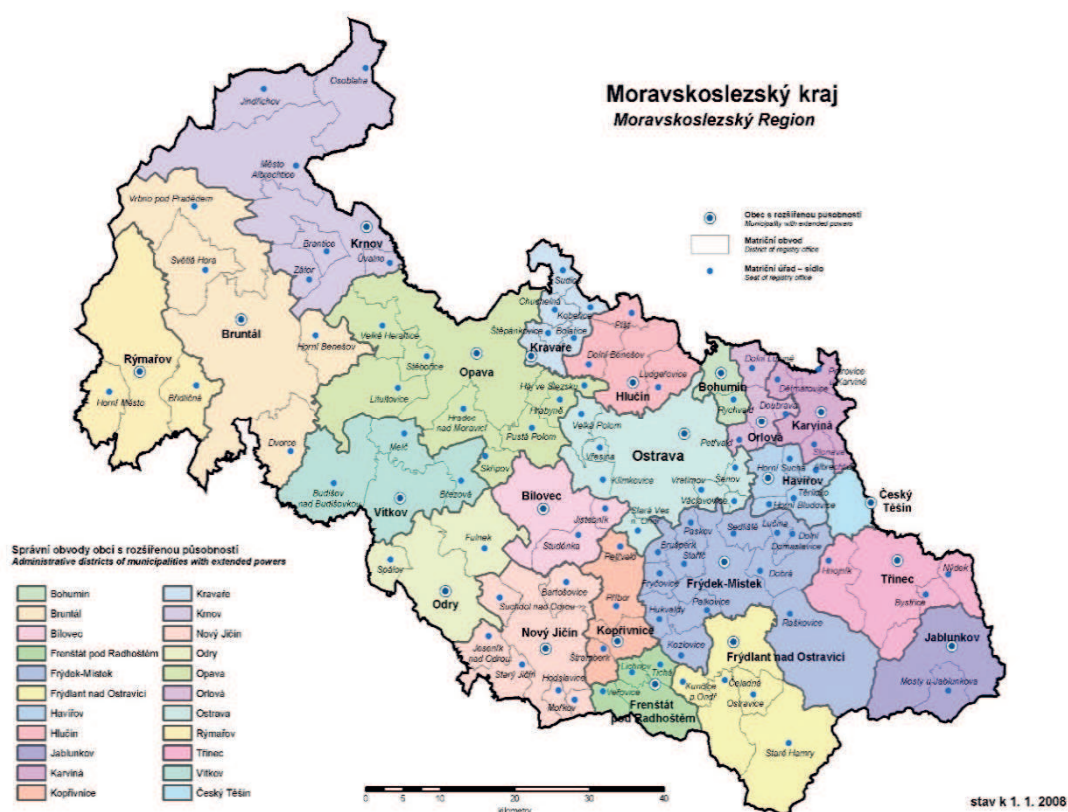 Moravskoslezský kraj
Moravskoslezský Region
Obec s rozšířenou působností
Municipality with extended powers
Matriční obvod
District of registry office
Matriční úřad – sídlo
Seat of registry office
Osoblaha
Jindřichov
Město
Albrechtice
Vrbno pod Pradědem
Krnov
Brantice
Úvalno
Světlá Hora
Zátor
Sudice
Chuchelná
Kobeřice
Bruntál
Velké Heraltice
Štěpánkovice
Bolatice
Píšť
Horní Benešov
Kravaře
Rýmařov
Stěbořice
Opava
Dolní Benešov
Dolní Lutyně
Petrovice
u Karviné
Ludgeřovice
Bohumín
Dětmarovice
Horní Město
Břidličná
Litultovice
Háj ve Slezsku
Hlučín
Rychvald
Doubrava
Hradec
nad Moravicí
Hrabyně
Velká Polom
Karviná
Orlová
Pustá Polom
Petřvald
Stonava
Melč
Dvorce
Vřesina
Ostrava
Horní Suchá
Albrechtice
Skřipov
Klimkovice
Vratimov
Šenov
Havířov
Těrlicko
Český
Těšín
Budišov
nad Budišovkou
Březová
Bílovec
Václavovice
Horní Bludovice
Vítkov
Jistebník
Stará Ves
n. Ondř.
Paskov
Sedliště
Lučina
Dolní
Domaslavice
Fulnek
Studénka
Petřvald
Brušperk
Staříč
Hnojník
Třinec
Nýdek
Spálov
Fryčovice
Frýdek-Místek
Dobrá
Bystřice
Odry
Bartošovice
Suchdol nad Odrou
Příbor
Hukvaldy
Palkovice
Raškovice
Jablunkov
Nový Jičín
Kopřivnice
Kozlovice
Frýdlant nad Ostravicí
Jeseník
nad Odrou
Štramberk
Lichnov
Tichá
Mosty u Jablunkova
Starý Jičín
Hodslavice
Veřovice
Kunčice
p. Ondř.
Čeladná
Ostravice
Mořkov
Frenštát
pod Radhoštěm
Staré Hamry
Správní obvody obcí s rozšířenou působností
Administrative districts of municipalities with extended powers
Bohumín
Bruntál
Bílovec
Frenštát pod Radhoštěm
Frýdek-Místek
Frýdlant nad Ostravicí
Havířov
Hlučín
Jablunkov
Karviná
Kopřivnice
Kravaře
Krnov
Nový Jičín
Odry
Opava
Orlová
Ostrava
Rýmařov
Třinec
Vítkov
Český Těšín
0 5 10 20 30 40
kilometry
stav k 1. 1. 2008